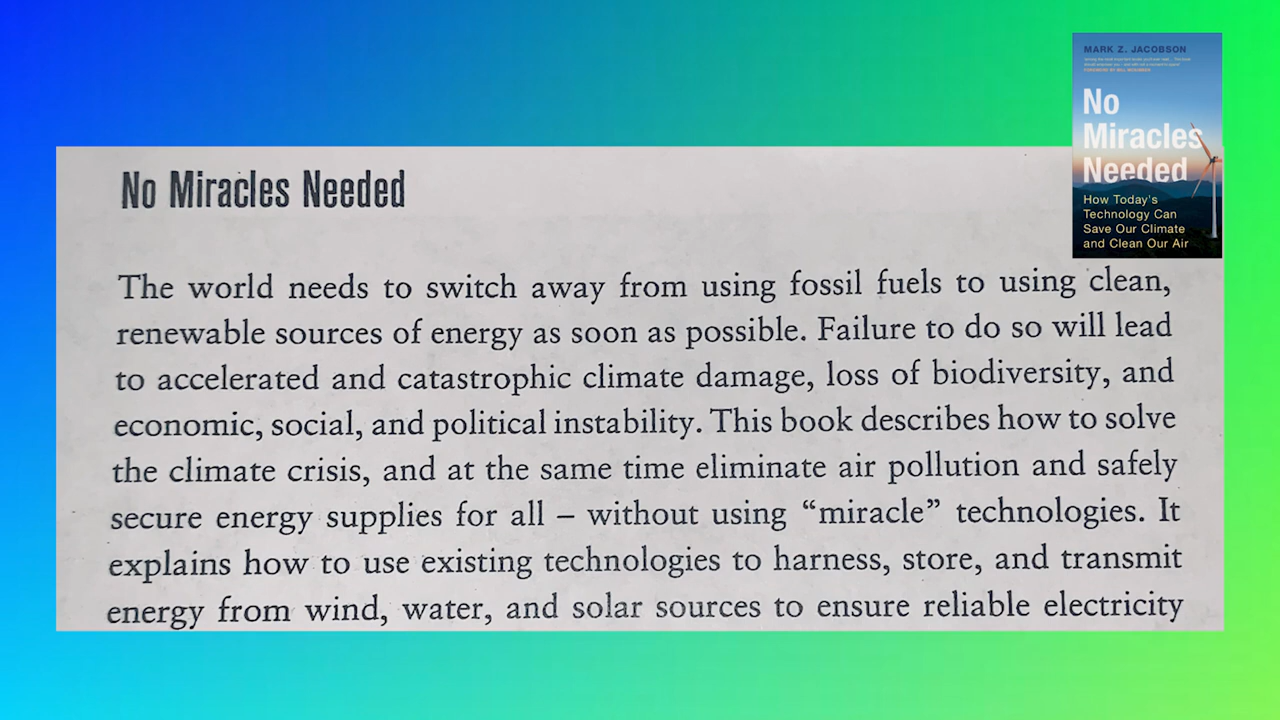 MARK Z. JACOBSON
No
Miracles
Needed
How Today's
Technology Can
Save Our Climate
and Clean Our Air
No Miracles Needed
The world needs to switch away from using fossil fuels to using clean,
renewable sources of energy as soon as possible. Failure to do so will lead
to accelerated and catastrophic climate damage, loss of biodiversity, and
economic, social, and political instability. This book describes how to solve
the climate crisis, and at the same time eliminate air pollution and safely
secure energy supplies for all – without using “miracle” technologies. It
explains how to use existing technologies to harness, store, and transmit
energy from wind, water, and solar sources to ensure reliable electricity